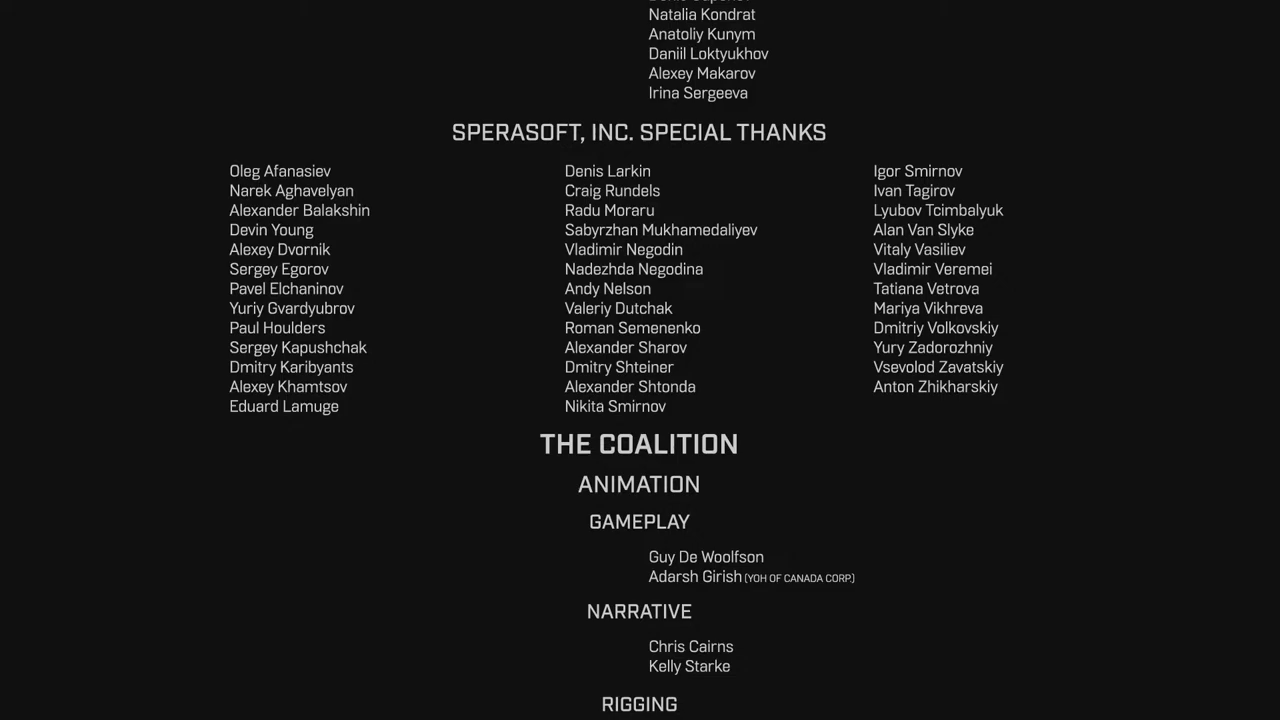 Natalia Kondrat
Anatoliy Kunym
Daniil Loktyukhov
Alexey Makarov
Irina Sergeeva
SPERASOFT, INC. SPECIAL THANKS
Oleg Afanasiev
Narek Aghavelyan
Alexander Balakshin
Devin Young
Alexey Dvornik
Sergey Egorov
Pavel Elchaninov
Yuriy Gvardyubrov
Paul Houlders
Sergey Kapushchak
Dmitry Karibyants
Alexey Khamtsov
Eduard Lamuge
Denis Larkin
Craig Rundels
Radu Moraru
Sabyrzhan Mukhamedaliyev
Vladimir Negodin
Nadezhda Negodina
Andy Nelson
Valeriy Dutchak
Roman Semenenko
Alexander Sharov
Dmitry Shteiner
Alexander Shtonda
Nikita Smirnov
Igor Smirnov
Ivan Tagirov
Lyubov Tcimbalyuk
Alan Van Slyke
Vitaly Vasiliev
Vladimir Veremei
Tatiana Vetrova
Mariya Vikhreva
Dmitriy Volkovskiy
Yury Zadorozhniy
Vsevolod Zavatskiy
Anton Zhikharskiy
THE COALITION
ANIMATION
GAMEPLAY
Guy De Woolfson
Adarsh Girish (YOH OF CANADA CORP.)
NARRATIVE
Chris Cairns
Kelly Starke
RIGGING